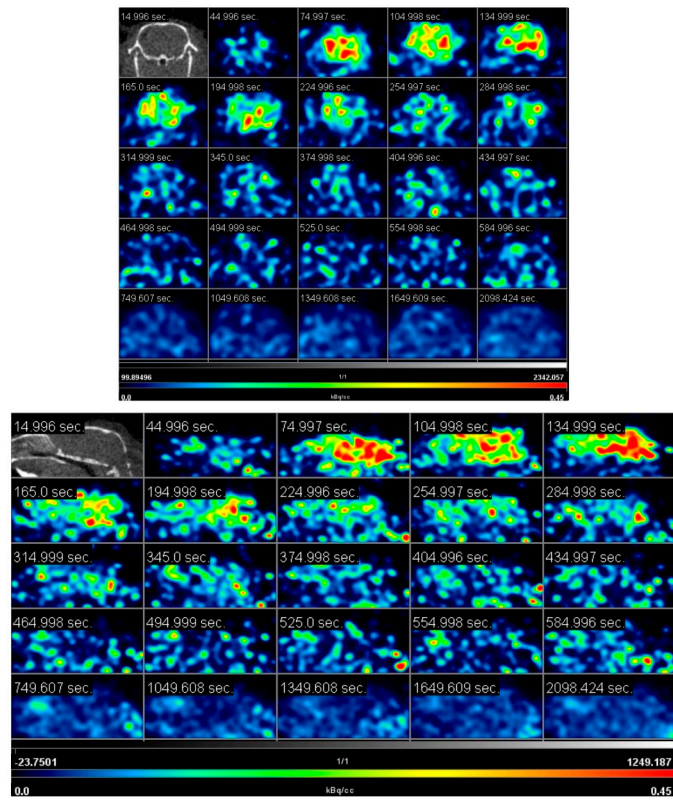 14.996 sec. 44.996 sec. 74.997 sec. 104.998 sec. 134.999 sec.
165.0 sec. 194.998 sec. 224.996 sec. 254.997 sec. 284.998 sec.
314.999 sec. 345.0 sec. 374.998 sec. 404.996 sec. 434.997 sec.
464.998 sec. 494.999 sec. 525.0 sec. 554.998 sec. 584.996 sec.
749.607 sec. 1049.608 sec. 1349.608 sec. 1649.609 sec. 2098.424 sec.
99.89496 1/1 2342.057
0.0 kBq/cc 0.45
14.996 sec. 44.996 sec. 74.997 sec. 104.998 sec. 134.999 sec.
165.0 sec. 194.998 sec. 224.996 sec. 254.997 sec. 284.998 sec.
314.999 sec. 345.0 sec. 374.998 sec. 404.996 sec. 434.997 sec.
464.998 sec. 494.999 sec. 525.0 sec. 554.998 sec. 584.996 sec.
749.607 sec. 1049.608 sec. 1349.608 sec. 1649.609 sec. 2098.424 sec.
-23.7501 1/1 1249.187
0.0 kBq/cc 0.45